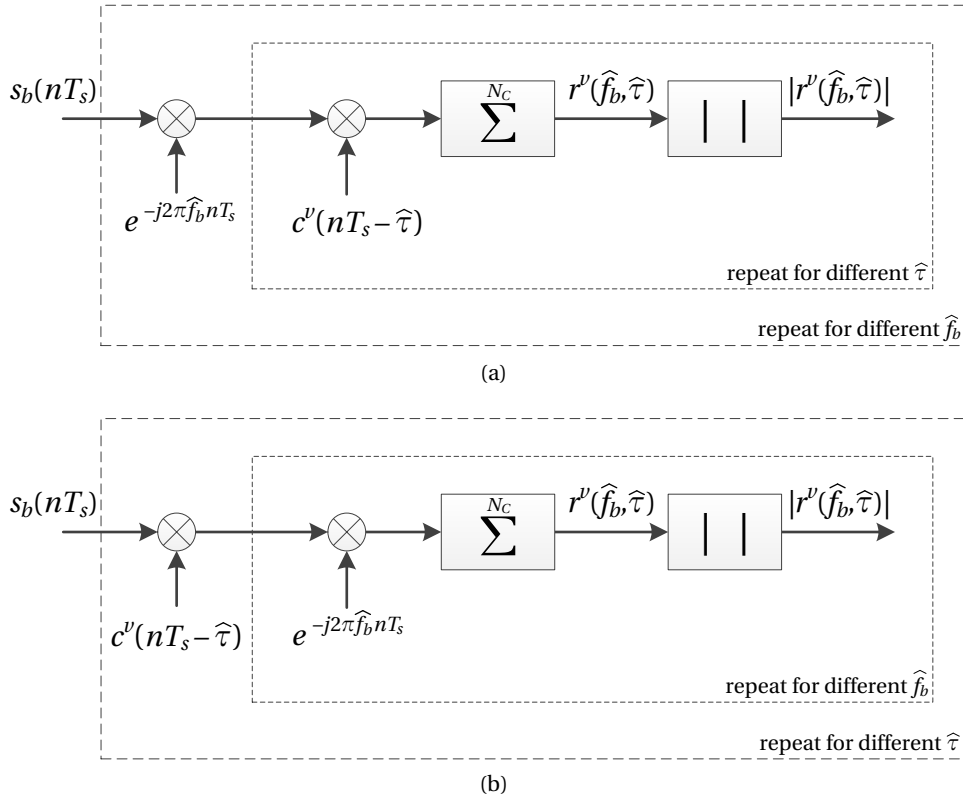 s_b(nT_s)
N_C
∑
r^ν(f̂_b,τ̂)
| |
|r^ν(f̂_b,τ̂)|
e^{-j2πf̂_b nT_s}
c^ν(nT_s − τ̂)
repeat for different τ̂
repeat for different f̂_b
(a)
s_b(nT_s)
N_C
∑
r^ν(f̂_b,τ̂)
| |
|r^ν(f̂_b,τ̂)|
c^ν(nT_s − τ̂)
e^{-j2πf̂_b nT_s}
repeat for different f̂_b
repeat for different τ̂
(b)